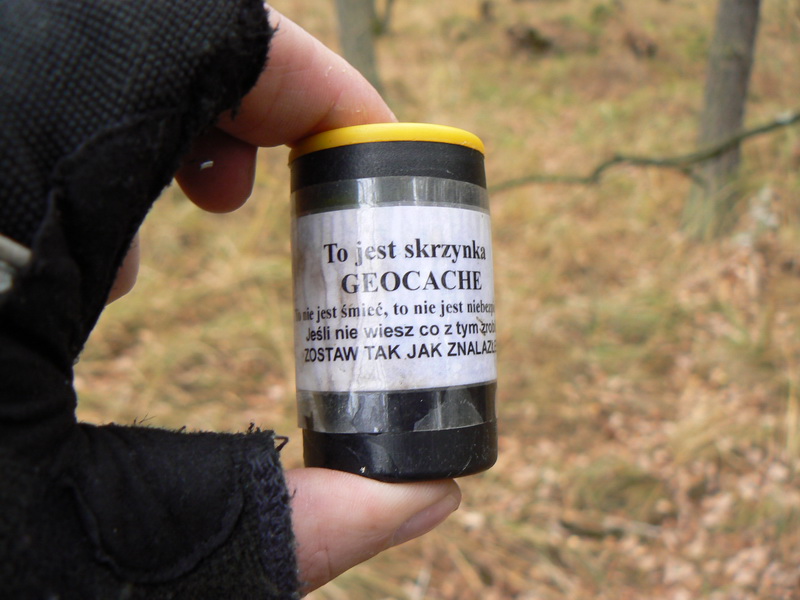 To jest skrzynka
GEOCACHE
nie jest śmieć, to nie jest
Jeśli nie wiesz co z tym
ZOSTAW TAK JAK